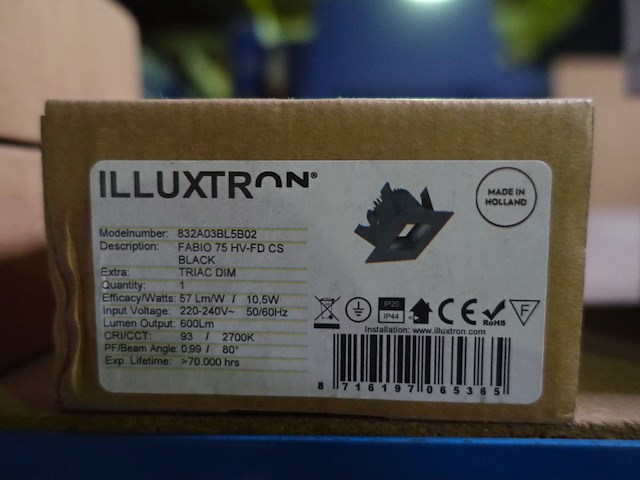 ILLUXTRON®
MADE IN
HOLLAND
Modelnumber: 832A03BL5B02
Description: FABIO 75 HV-FD CS
BLACK
Extra: TRIAC DIM
Quantity: 1
Efficacy/Watts: 57 Lm/W / 10,5W
Input Voltage: 220-240V~ 50/60Hz
Lumen Output: 600Lm
CRI/CCT: 93 / 2700K
PF/Beam Angle: 0,99 / 80°
Exp. Lifetime: >70.000 hrs
IP20
IP44
CE
RoHS
F
Installation: www.illuxtron.com
8 716197 065365